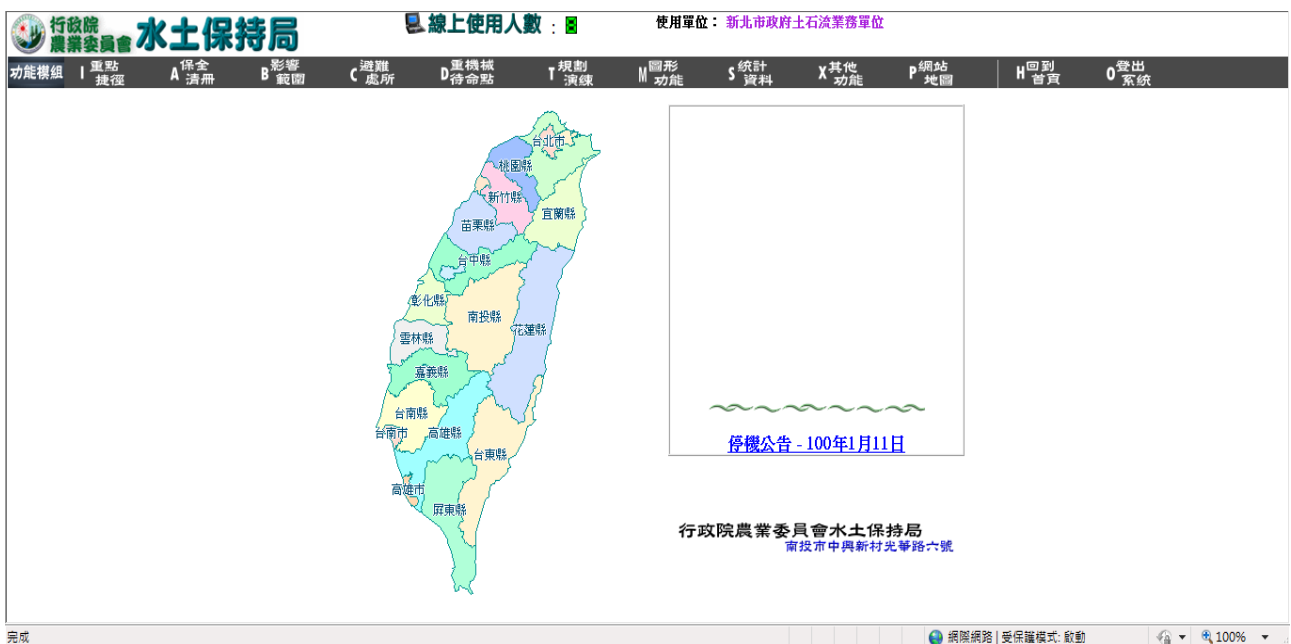 行政院
農業委員會 水土保持局
線上使用人數 : 8
使用單位： 新北市政府土石流業務單位
功能模組
I 重點捷徑
A 保全清冊
B 影響範圍
C 避難處所
D 重機械待命點
T 規劃演練
M 圖形功能
S 統計資料
X 其他功能
P 網站地圖
H 回到首頁
O 登出系統
台北市
桃園縣
新竹縣
宜蘭縣
苗栗縣
台中縣
彰化縣
南投縣
花蓮縣
雲林縣
嘉義縣
台南縣
台南市
高雄縣
台東縣
高雄市
屏東縣
停機公告 - 100年1月11日
行政院農業委員會水土保持局
南投市中興新村光華路六號
完成
網際網路 | 受保護模式: 啟動
100%